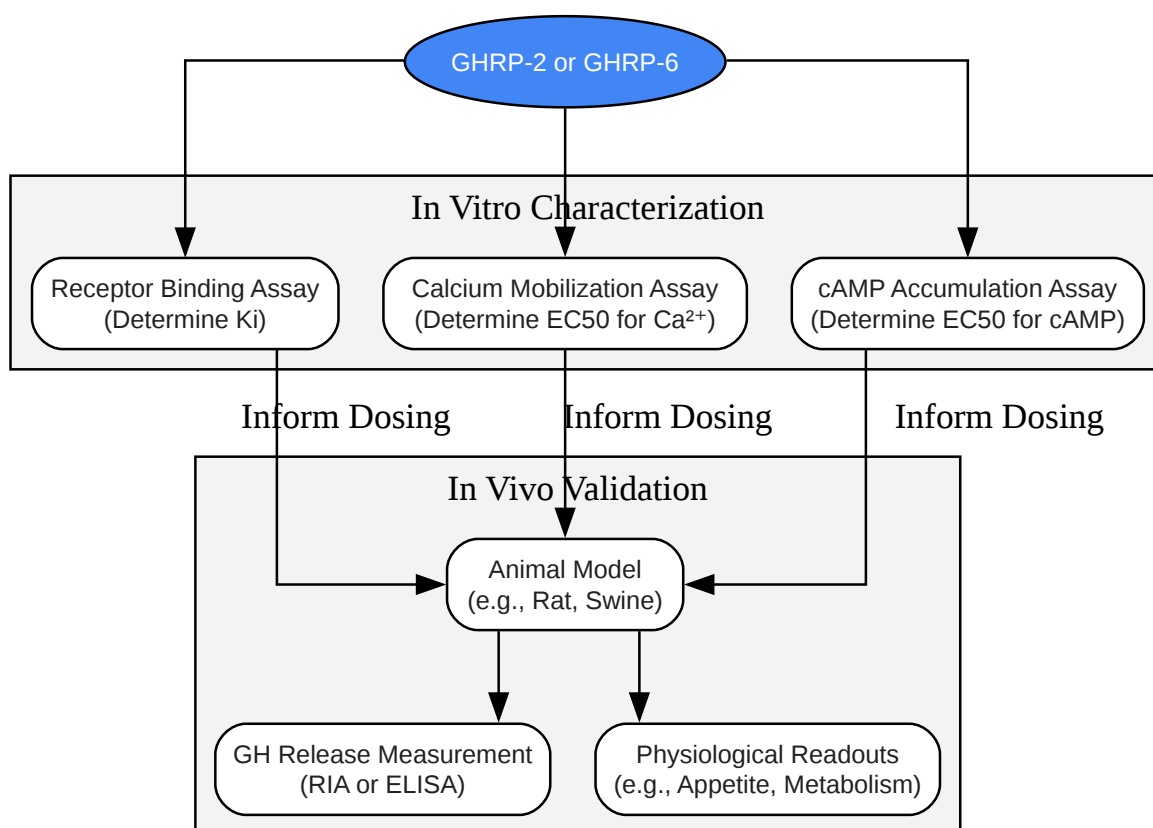 GHRP-2 or GHRP-6
In Vitro Characterization
Receptor Binding Assay
(Determine Ki)
Calcium Mobilization Assay
(Determine EC50 for Ca²⁺)
cAMP Accumulation Assay
(Determine EC50 for cAMP)
Inform Dosing
Inform Dosing
Inform Dosing
In Vivo Validation
Animal Model
(e.g., Rat, Swine)
GH Release Measurement
(RIA or ELISA)
Physiological Readouts
(e.g., Appetite, Metabolism)